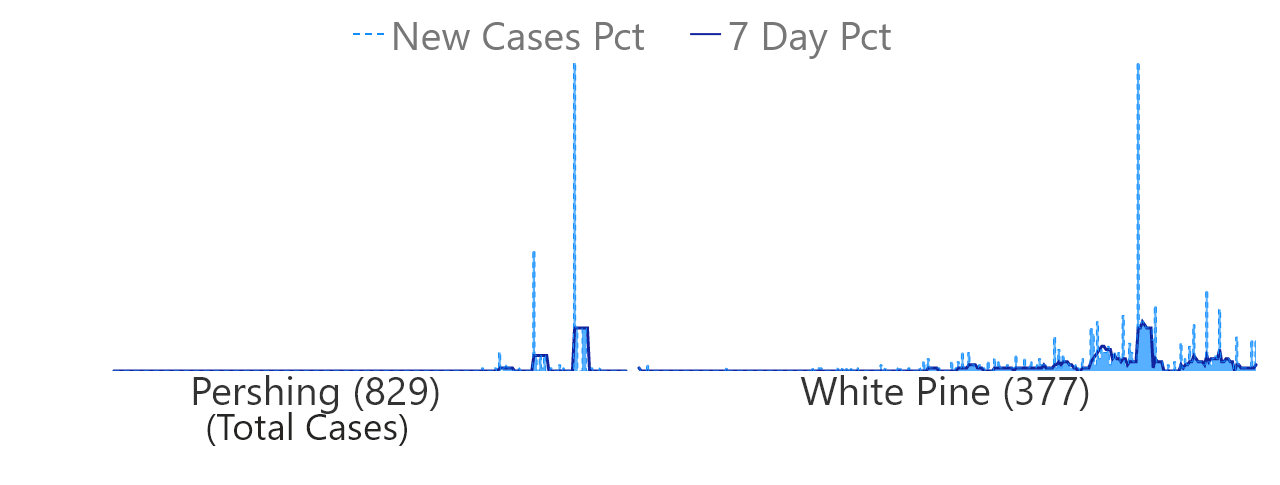 New Cases Pct 7 Day Pct
Pershing (829) White Pine (377)
(Total Cases)